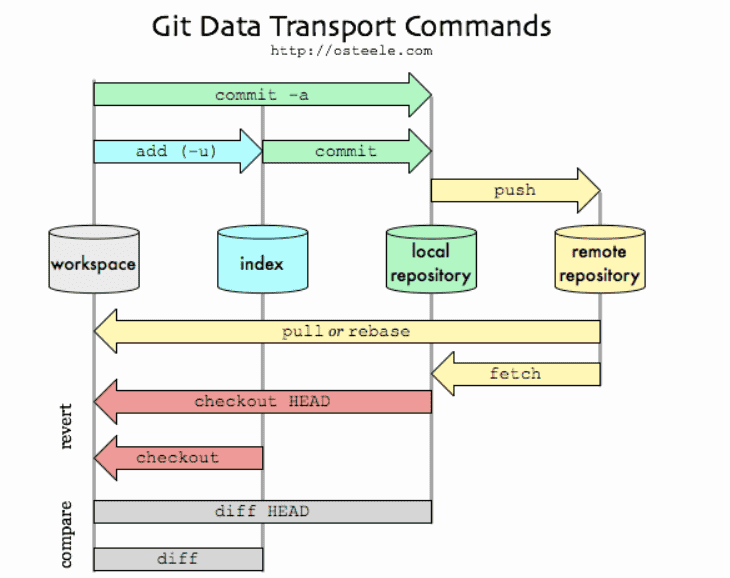 Git Data Transport Commands
http://osteele.com
commit -a
add (-u)
commit
push
workspace
index
local
repository
remote
repository
pull or rebase
fetch
revert
checkout HEAD
checkout
compare
diff HEAD
diff